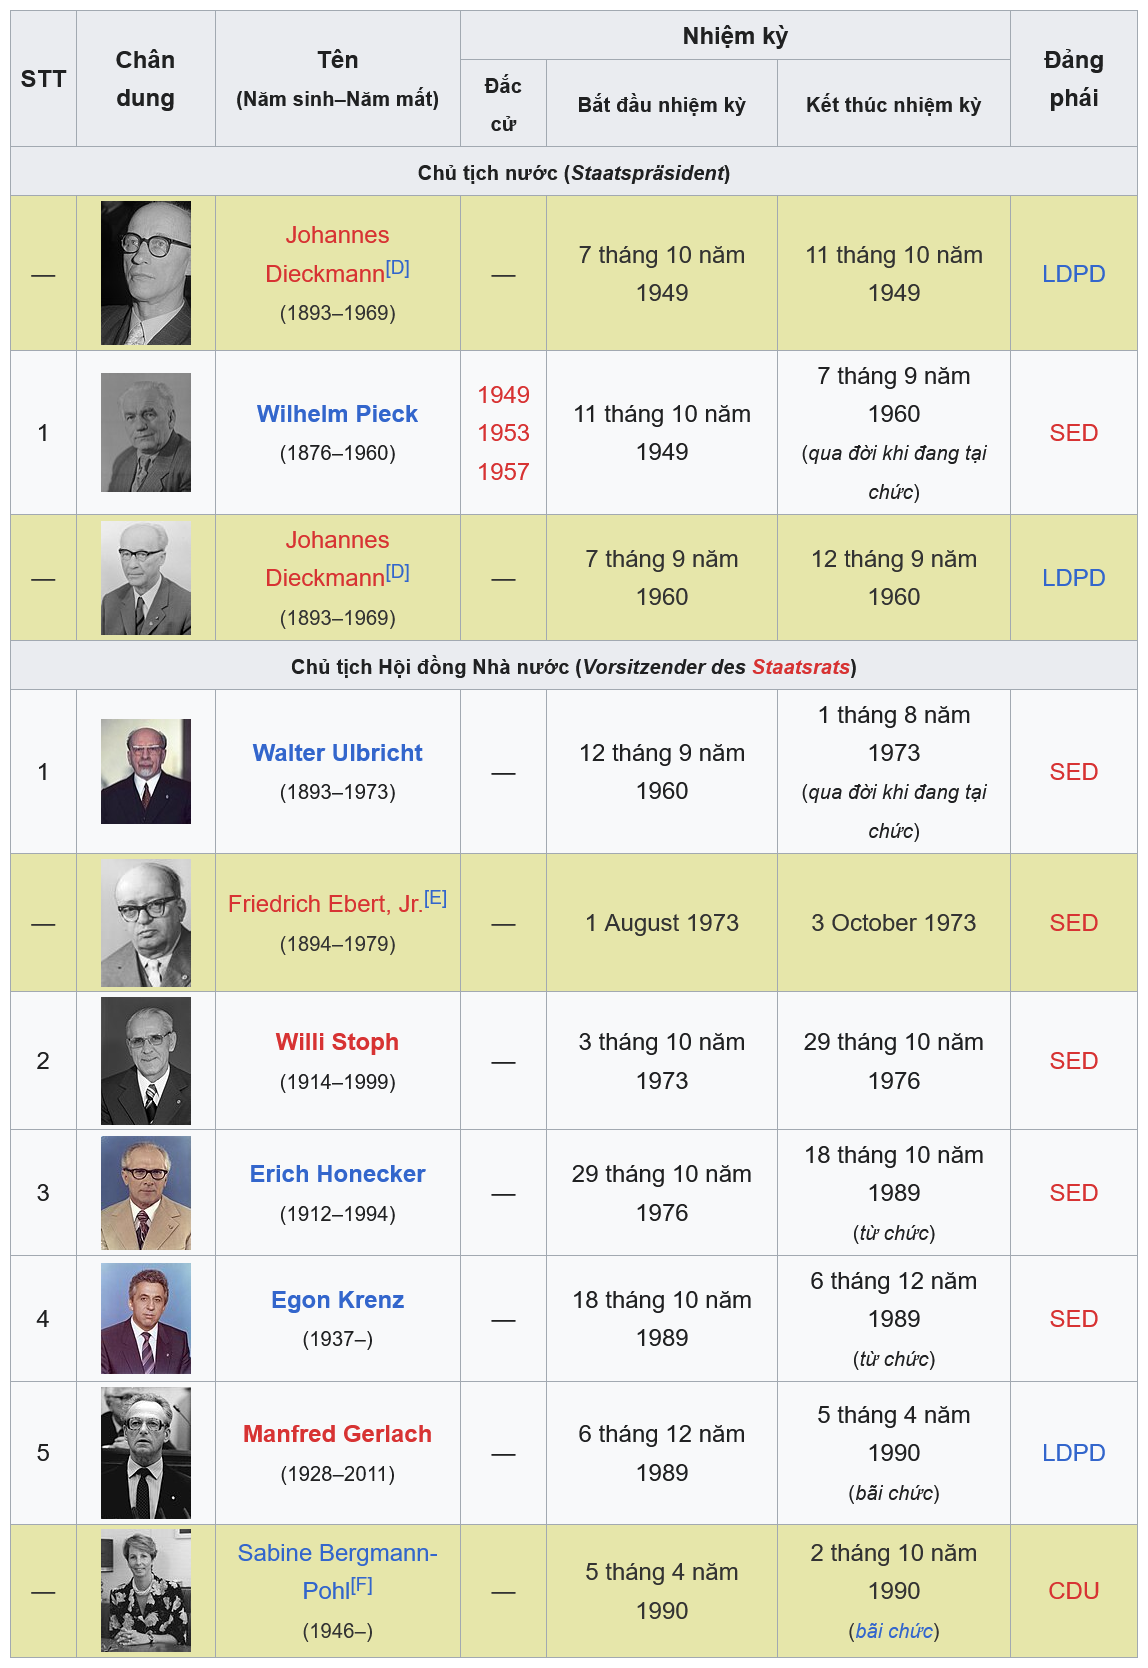 STT
Chân
dung
Tên
(Năm sinh–Năm mất)
Nhiệm kỳ
Đảng
phái
Đắc
cử
Bắt đầu nhiệm kỳ
Kết thúc nhiệm kỳ
Chủ tịch nước (Staatspräsident)
—
Johannes
Dieckmann[D]
(1893–1969)
—
7 tháng 10 năm
1949
11 tháng 10 năm
1949
LDPD
1
Wilhelm Pieck
(1876–1960)
1949
1953
1957
11 tháng 10 năm
1949
7 tháng 9 năm
1960
(qua đời khi đang tại
chức)
SED
—
Johannes
Dieckmann[D]
(1893–1969)
—
7 tháng 9 năm
1960
12 tháng 9 năm
1960
LDPD
Chủ tịch Hội đồng Nhà nước (Vorsitzender des Staatsrats)
1
Walter Ulbricht
(1893–1973)
—
12 tháng 9 năm
1960
1 tháng 8 năm
1973
(qua đời khi đang tại
chức)
SED
—
Friedrich Ebert, Jr.[E]
(1894–1979)
—
1 August 1973
3 October 1973
SED
2
Willi Stoph
(1914–1999)
—
3 tháng 10 năm
1973
29 tháng 10 năm
1976
SED
3
Erich Honecker
(1912–1994)
—
29 tháng 10 năm
1976
18 tháng 10 năm
1989
(từ chức)
SED
4
Egon Krenz
(1937–)
—
18 tháng 10 năm
1989
6 tháng 12 năm
1989
(từ chức)
SED
5
Manfred Gerlach
(1928–2011)
—
6 tháng 12 năm
1989
5 tháng 4 năm
1990
(bãi chức)
LDPD
—
Sabine Bergmann-
Pohl[F]
(1946–)
—
5 tháng 4 năm
1990
2 tháng 10 năm
1990
(bãi chức)
CDU